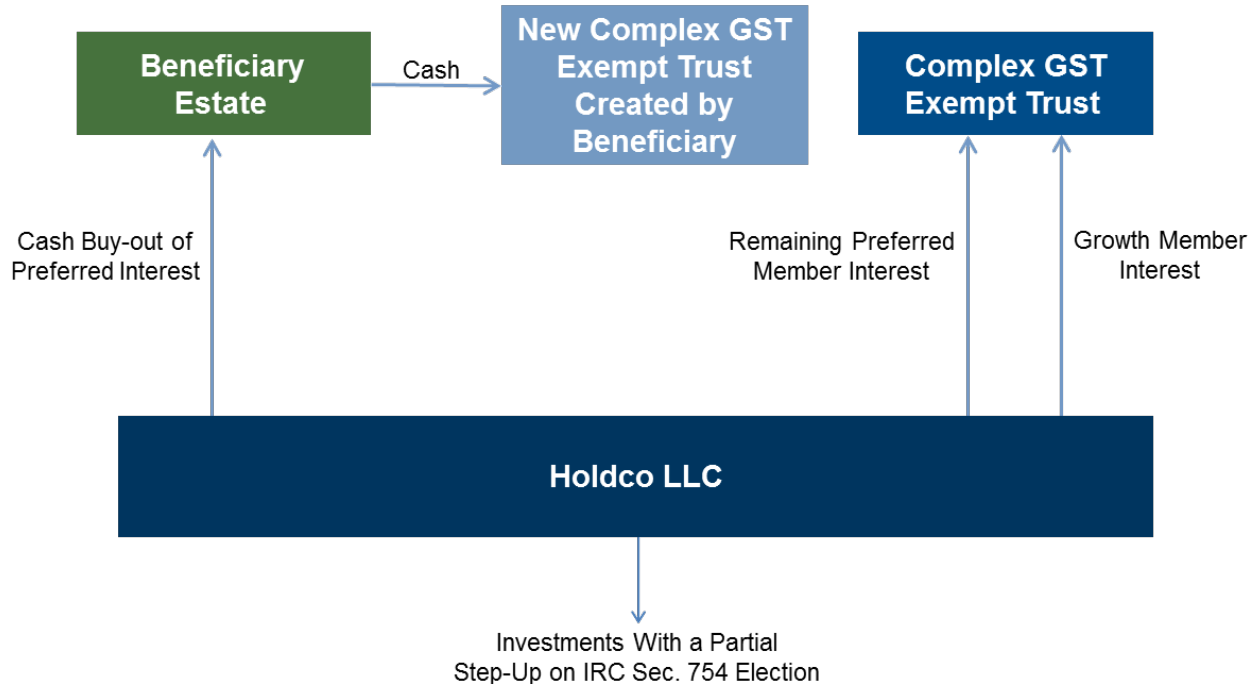 Beneficiary
Estate
Cash
New Complex GST
Exempt Trust
Created by
Beneficiary
Complex GST
Exempt Trust
Cash Buy-out of
Preferred Interest
Remaining Preferred
Member Interest
Growth Member
Interest
Holdco LLC
Investments With a Partial
Step-Up on IRC Sec. 754 Election